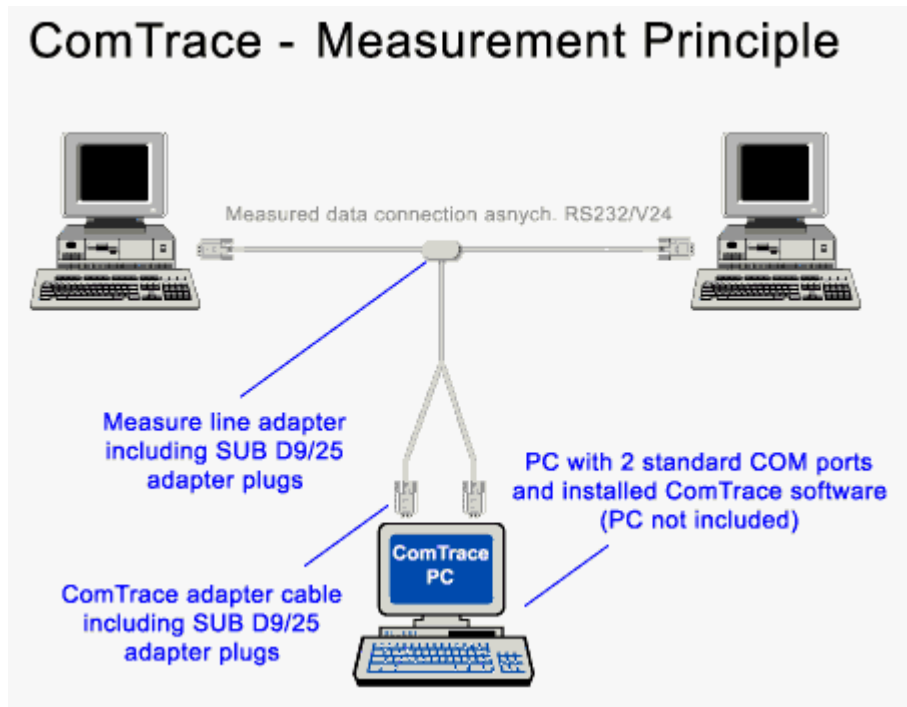 ComTrace - Measurement Principle
Measured data connection asnych. RS232/V24
Measure line adapter
including SUB D9/25
adapter plugs
PC with 2 standard COM ports
and installed ComTrace software
(PC not included)
ComTrace
PC
ComTrace adapter cable
including SUB D9/25
adapter plugs